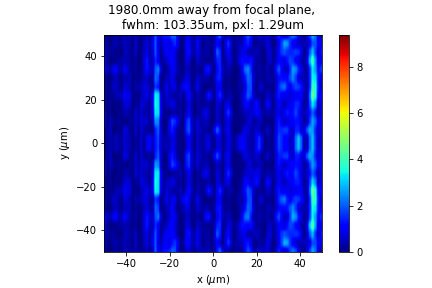 1980.0mm away from focal plane,
fwhm: 103.35um, pxl: 1.29um
40
20
0
−20
−40
y (μm)
−40 −20 0 20 40
x (μm)
8
6
4
2
0